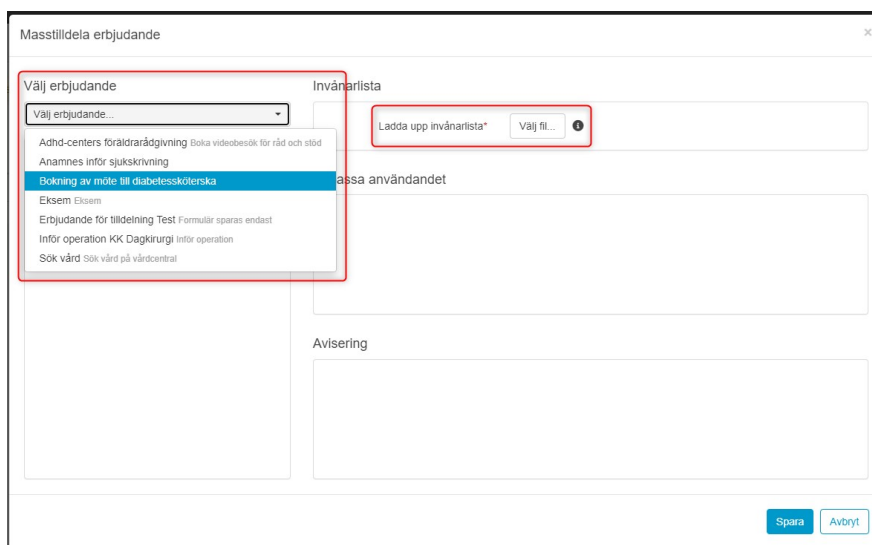 Masstilldela erbjudande
×
Välj erbjudande
Välj erbjudande...
Adhd-centers föräldrarådgivning Boka videobesök för råd och stöd
Anamnes inför sjukskrivning
Bokning av möte till diabetessköterska
Eksem Eksem
Erbjudande för tilldelning Test Formulär sparas endast
Inför operation KK Dagkirurgi Inför operation
Sök vård Sök vård på vårdcentral
Invånarlista
Ladda upp invånarlista* Välj fil...
assa användandet
Avisering
Spara Avbryt